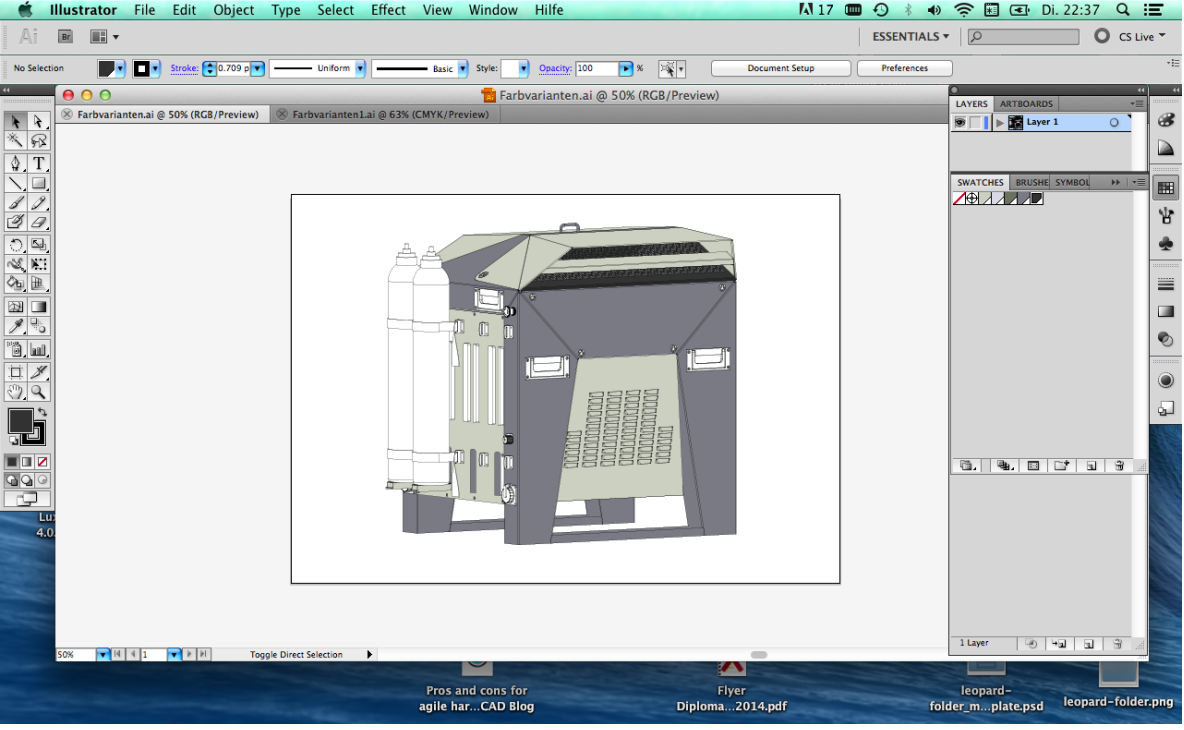 Illustrator File Edit Object Type Select Effect View Window Hilfe 17 Di. 22:37
Ai Br ESSENTIALS CS Live
No Selection Stroke: 0.709 p Uniform Basic Style: Opacity: 100 % Document Setup Preferences
Farbvarianten.ai @ 50% (RGB/Preview)
Farbvarianten.ai @ 50% (RGB/Preview) Farbvarianten1.ai @ 63% (CMYK/Preview)
LAYERS ARTBOARDS
Layer 1
SWATCHES BRUSHE SYMBOL
T
1 Layer
50% 1 Toggle Direct Selection
Lu
4.0
Pros and cons for
agile har...CAD Blog
Flyer
Diploma...2014.pdf
leopard-
folder_m...plate.psd
leopard-folder.png